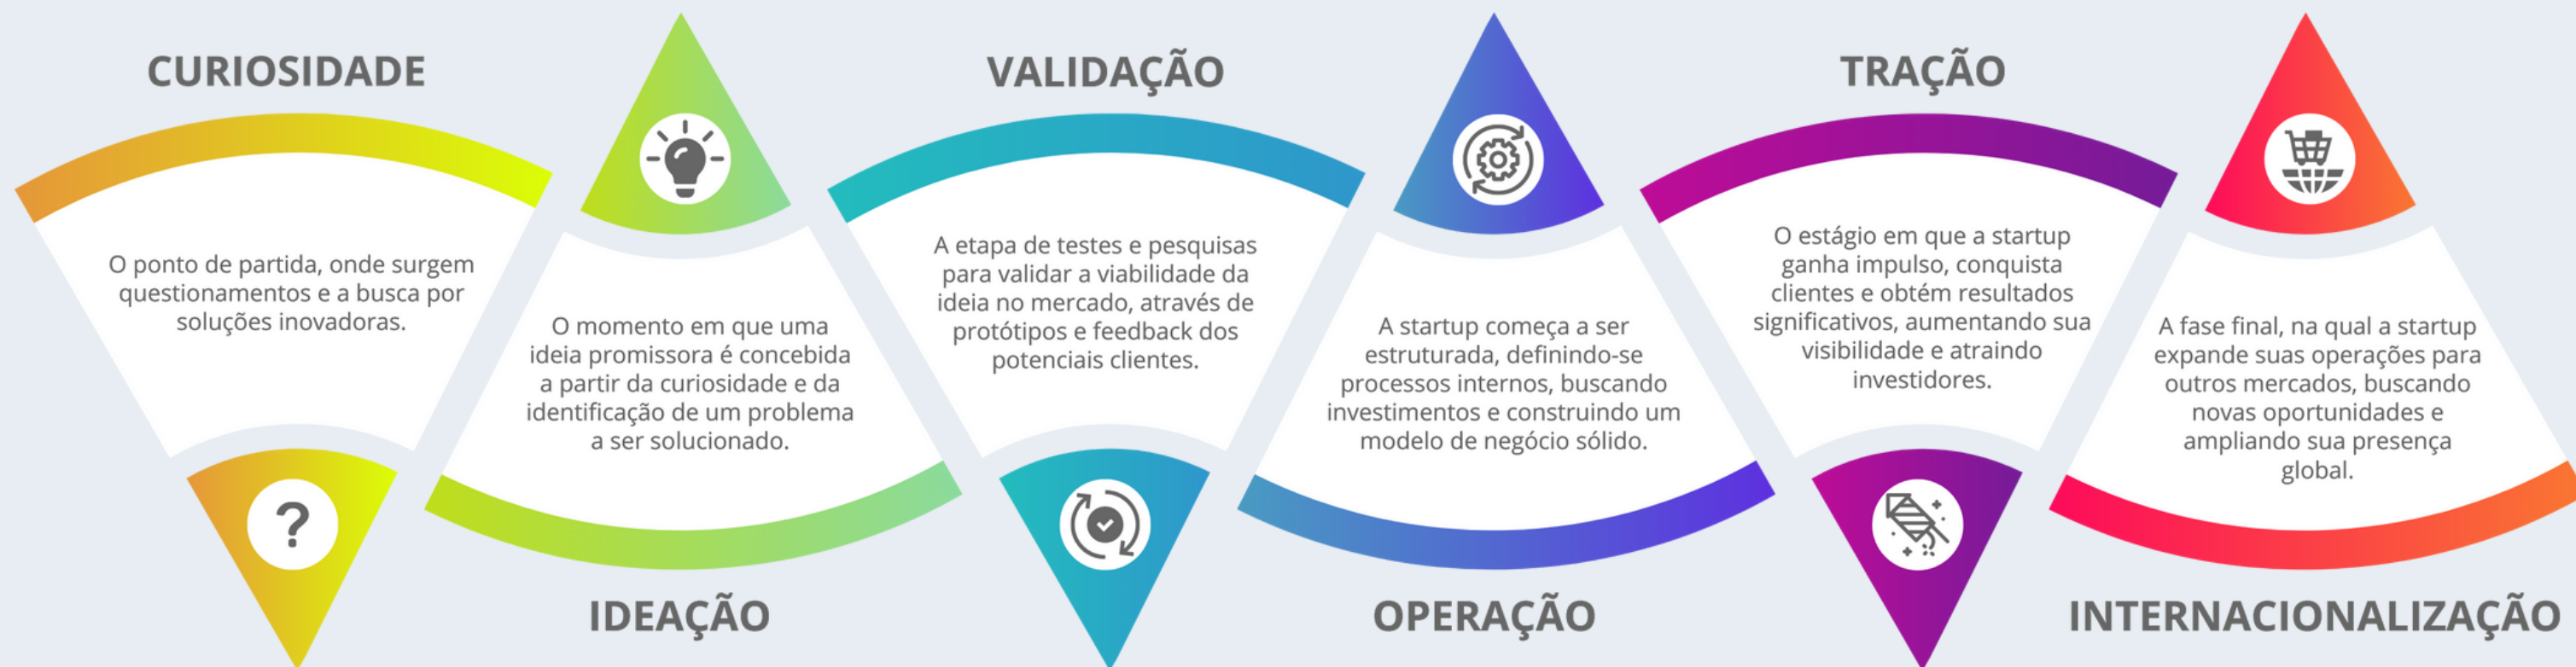 CURIOSIDADE
O ponto de partida, onde surgem
questionamentos e a busca por
soluções inovadoras.
?
O momento em que uma
ideia promissora é concebida
a partir da curiosidade e da
identificação de um problema
a ser solucionado.
IDEAÇÃO
VALIDAÇÃO
A etapa de testes e pesquisas
para validar a viabilidade da
ideia no mercado, através de
protótipos e feedback dos
potenciais clientes.
A startup começa a ser
estruturada, definindo-se
processos internos, buscando
investimentos e construindo um
modelo de negócio sólido.
OPERAÇÃO
TRAÇÃO
O estágio em que a startup
ganha impulso, conquista
clientes e obtém resultados
significativos, aumentando sua
visibilidade e atraindo
investidores.
A fase final, na qual a startup
expande suas operações para
outros mercados, buscando
novas oportunidades e
ampliando sua presença
global.
INTERNACIONALIZAÇÃO